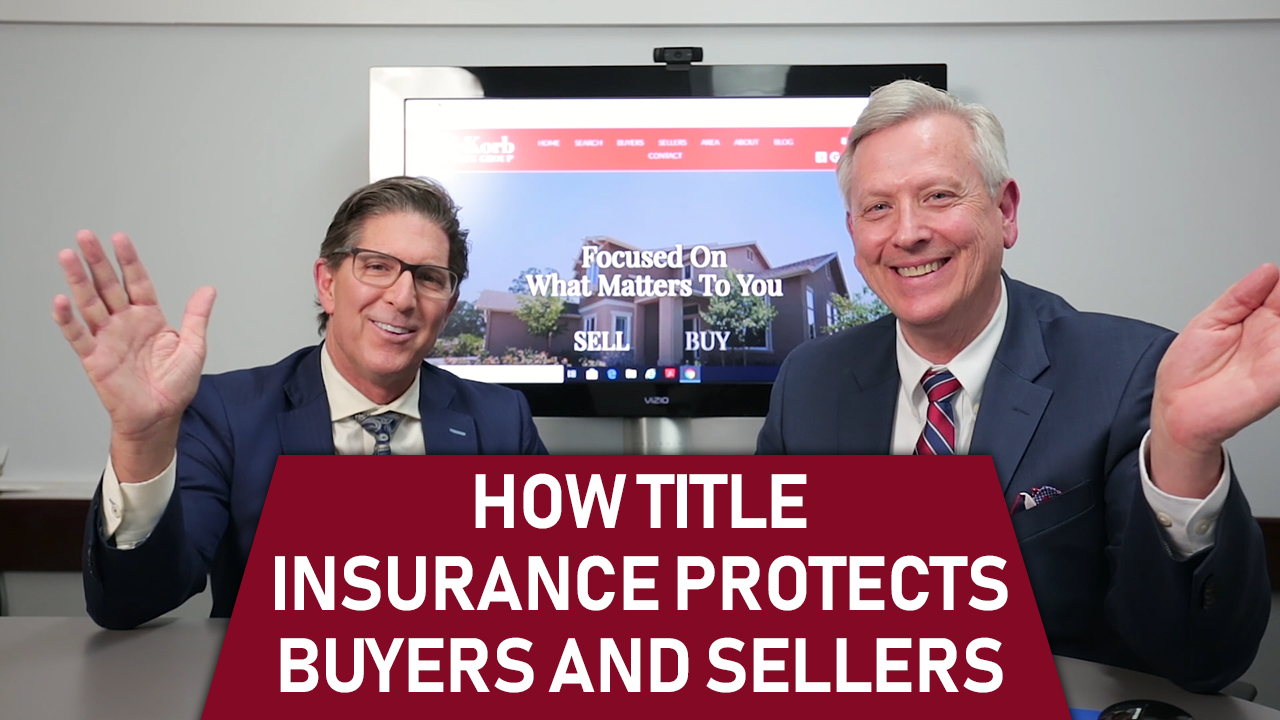 Korb
HOME SEARCH BUYERS SELLERS AREA ABOUT BLOG
CONTACT
Focused On
What Matters To You
SELL BUY
VIZIO
HOW TITLE
INSURANCE PROTECTS
BUYERS AND SELLERS